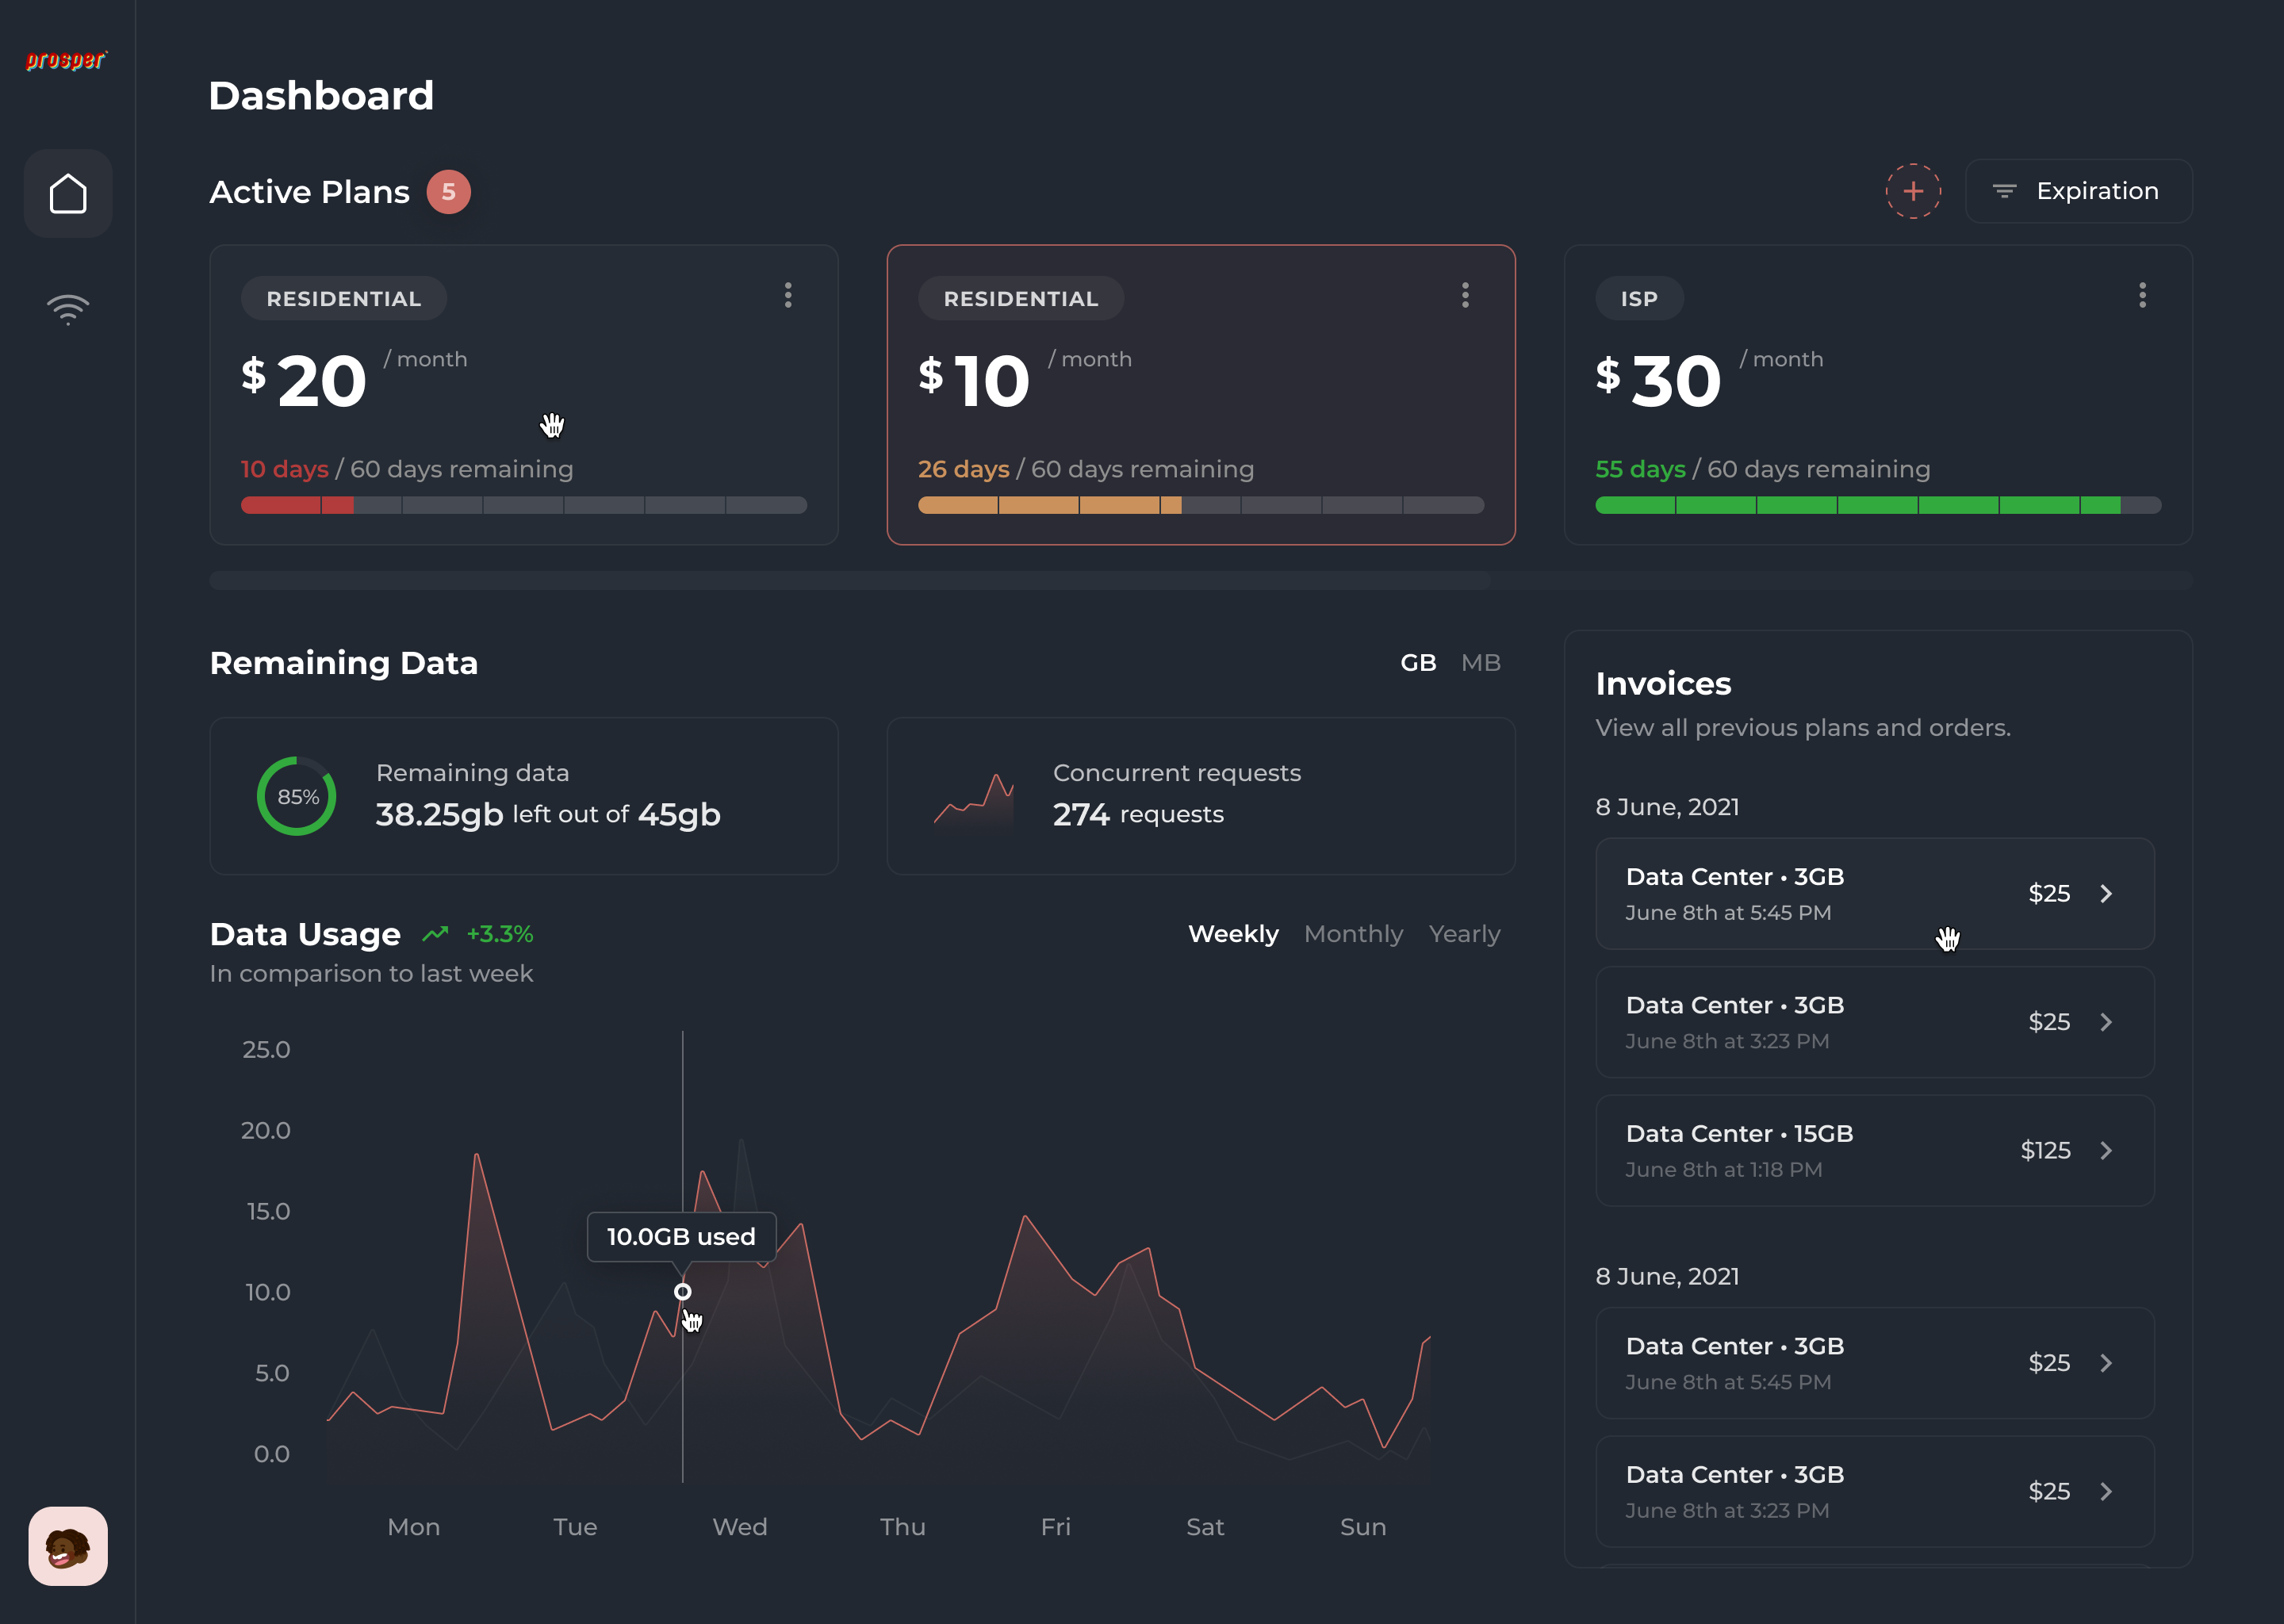 prosper
Dashboard
Active Plans 5
+ Expiration
RESIDENTIAL
$ 20 / month
10 days / 60 days remaining
RESIDENTIAL
$ 10 / month
26 days / 60 days remaining
ISP
$ 30 / month
55 days / 60 days remaining
Remaining Data
GB MB
85%
Remaining data
38.25gb left out of 45gb
Concurrent requests
274 requests
Data Usage +3.3%
In comparison to last week
Weekly Monthly Yearly
25.0
20.0
15.0
10.0
5.0
0.0
10.0GB used
Mon Tue Wed Thu Fri Sat Sun
Invoices
View all previous plans and orders.
8 June, 2021
Data Center • 3GB
June 8th at 5:45 PM
$25
Data Center • 3GB
June 8th at 3:23 PM
$25
Data Center • 15GB
June 8th at 1:18 PM
$125
8 June, 2021
Data Center • 3GB
June 8th at 5:45 PM
$25
Data Center • 3GB
June 8th at 3:23 PM
$25